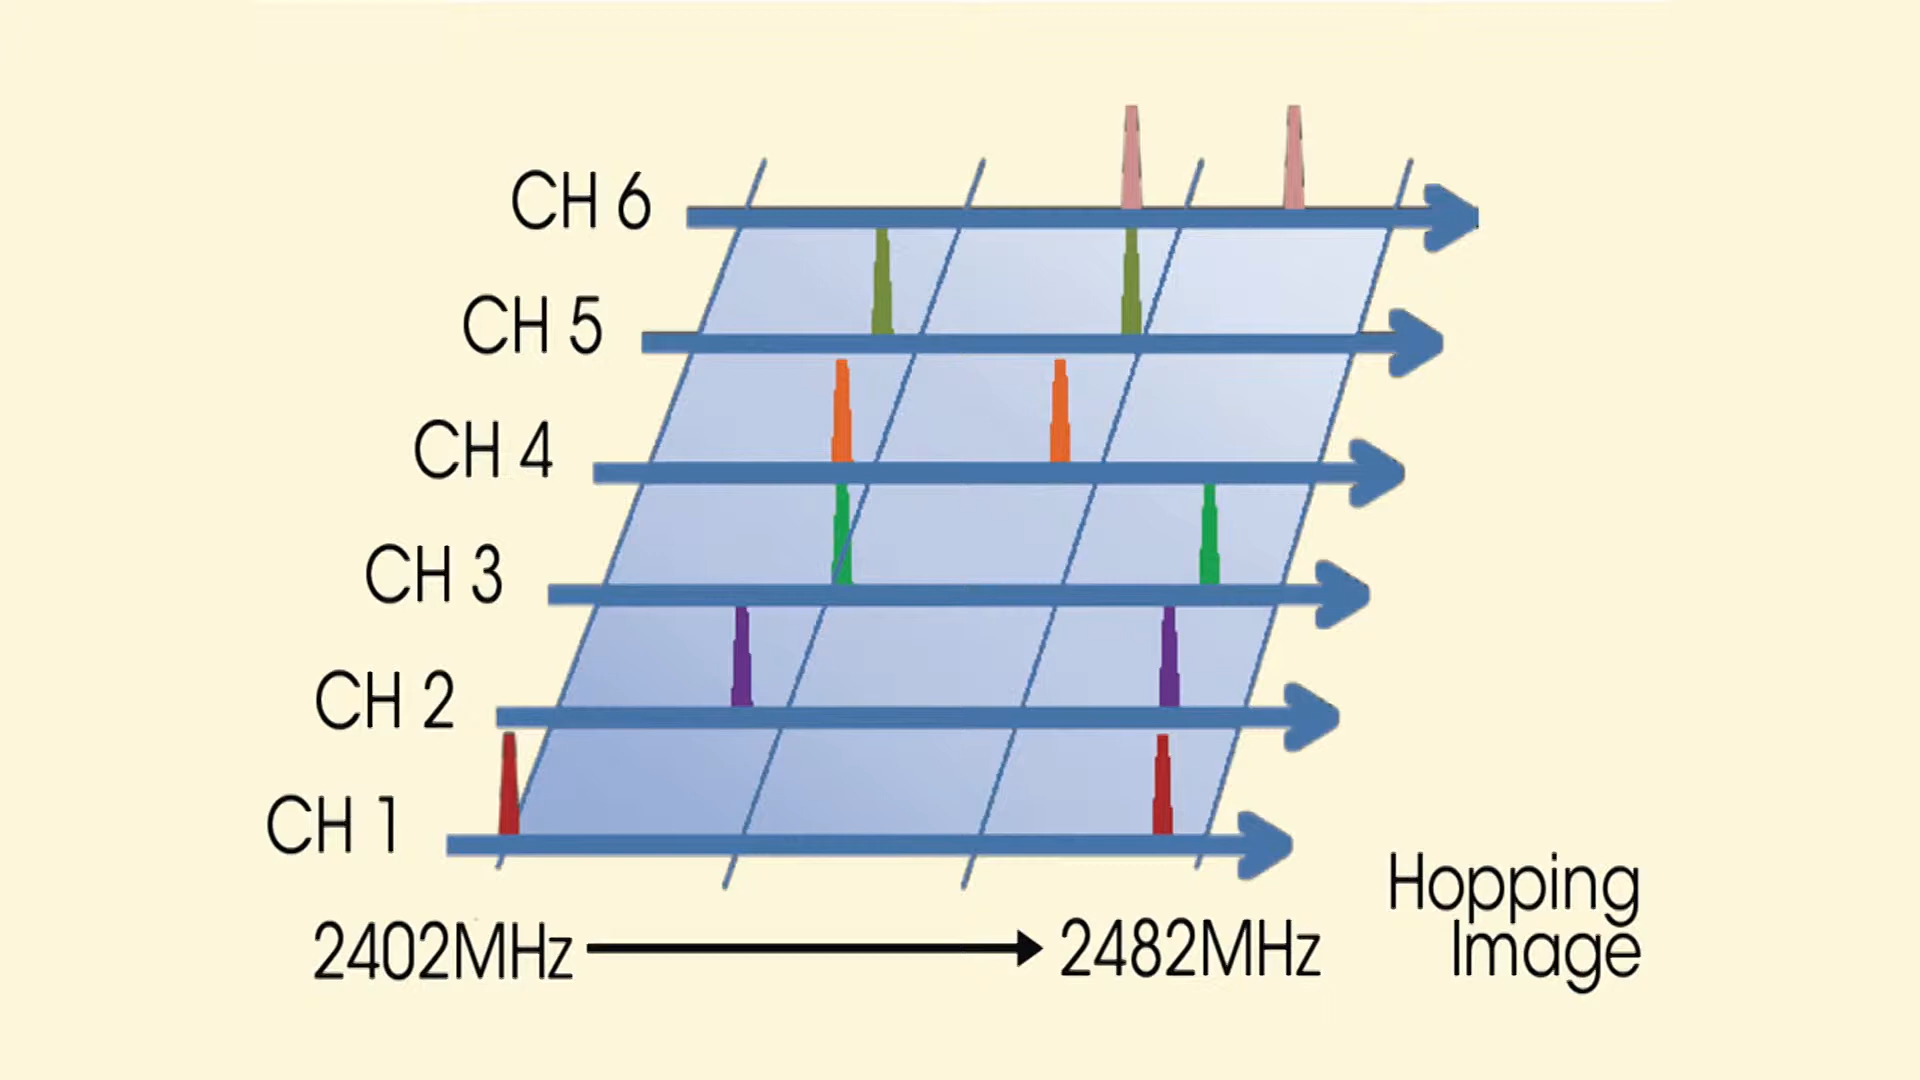 CH 6
CH 5
CH 4
CH 3
CH 2
CH 1
2402MHz
2482MHz
Hopping
Image